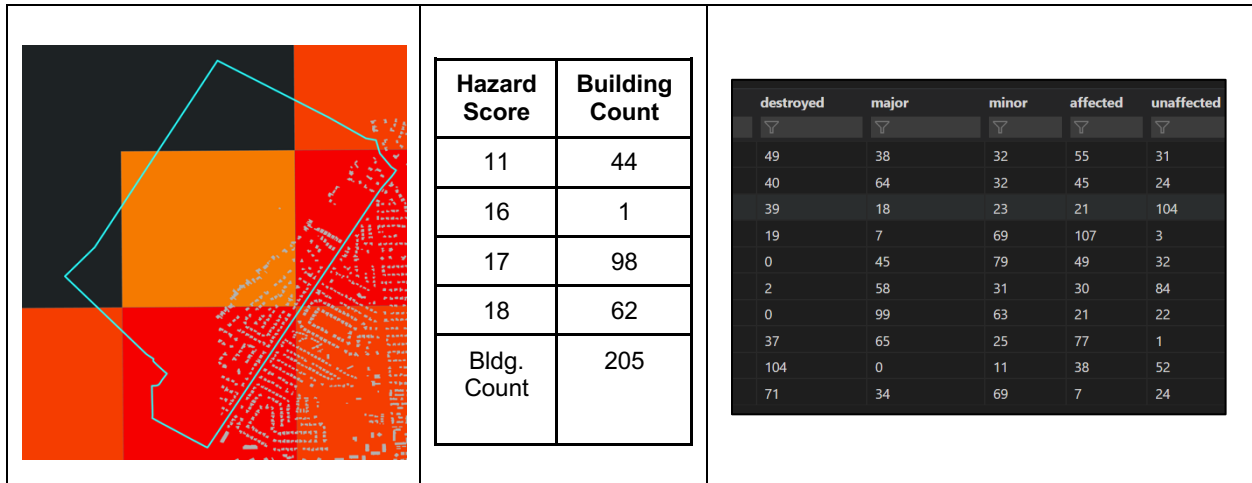 Hazard Score Building Count
11 44
16 1
17 98
18 62
Bldg. Count 205
destroyed major minor affected unaffected
49 38 32 55 31
40 64 32 45 24
39 18 23 21 104
19 7 69 107 3
0 45 79 49 32
2 58 31 30 84
0 99 63 21 22
37 65 25 77 1
104 0 11 38 52
71 34 69 7 24